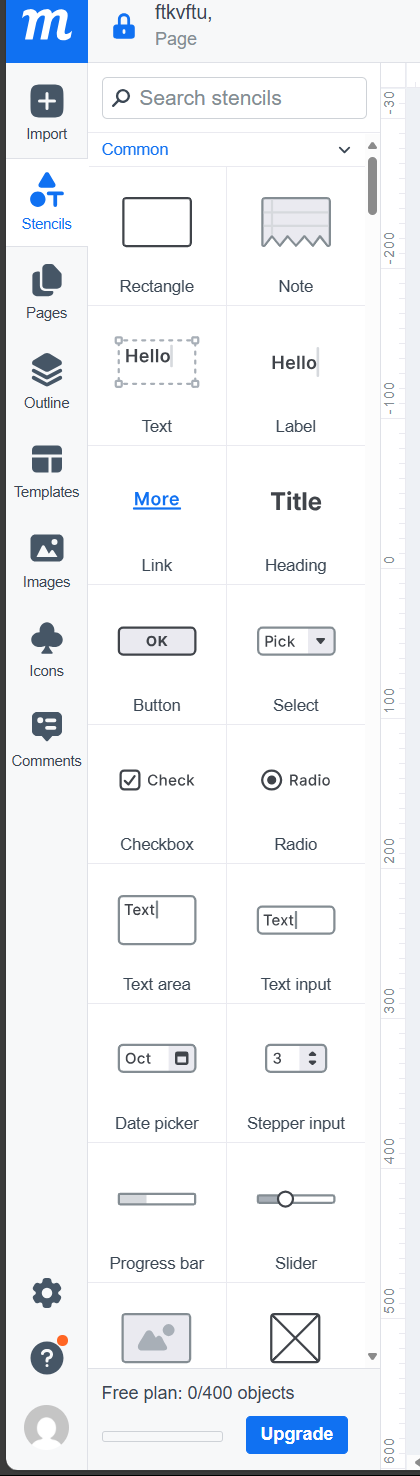 m
ftkvftu,
Page
Import
Stencils
Pages
Outline
Templates
Images
Icons
Comments
?
Search stencils
Common
Rectangle
Note
Hello
Text
Hello
Label
More
Link
Title
Heading
OK
Button
Pick
Select
Check
Checkbox
Radio
Radio
Text
Text area
Text
Text input
Oct
Date picker
3
Stepper input
Progress bar
Slider
Free plan: 0/400 objects
Upgrade
-200
-100
0
100
200
300
400
500
600